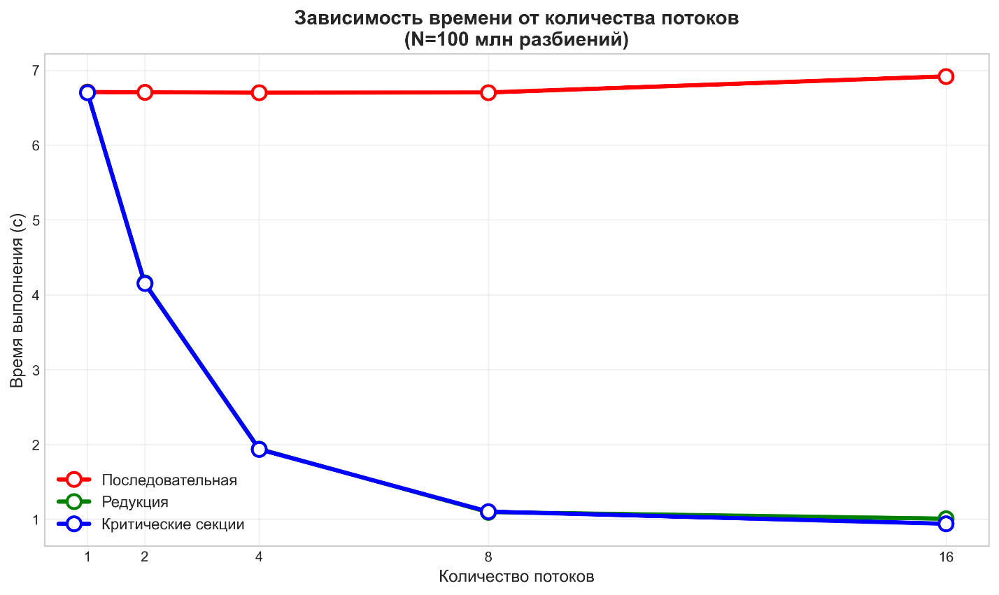 Зависимость времени от количества потоков
(N=100 млн разбиений)
Время выполнения (с)
7
6
5
4
3
2
1
Последовательная
Редукция
Критические секции
1 2 4 8 16
Количество потоков